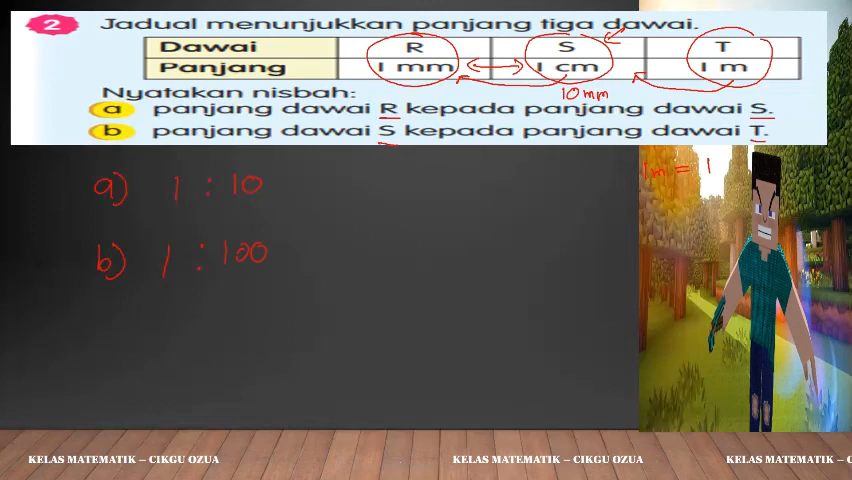 2 Jadual menunjukkan panjang tiga dawai.
Dawai R S T
Panjang 1 mm 1 cm 1 m
10mm
Nyatakan nisbah:
a panjang dawai R kepada panjang dawai S.
b panjang dawai S kepada panjang dawai T.
1m = 1
a) 1 : 10
b) 1 : 100
KELAS MATEMATIK – CIKGU OZUA KELAS MATEMATIK – CIKGU OZUA KELAS MATEMATIK – C